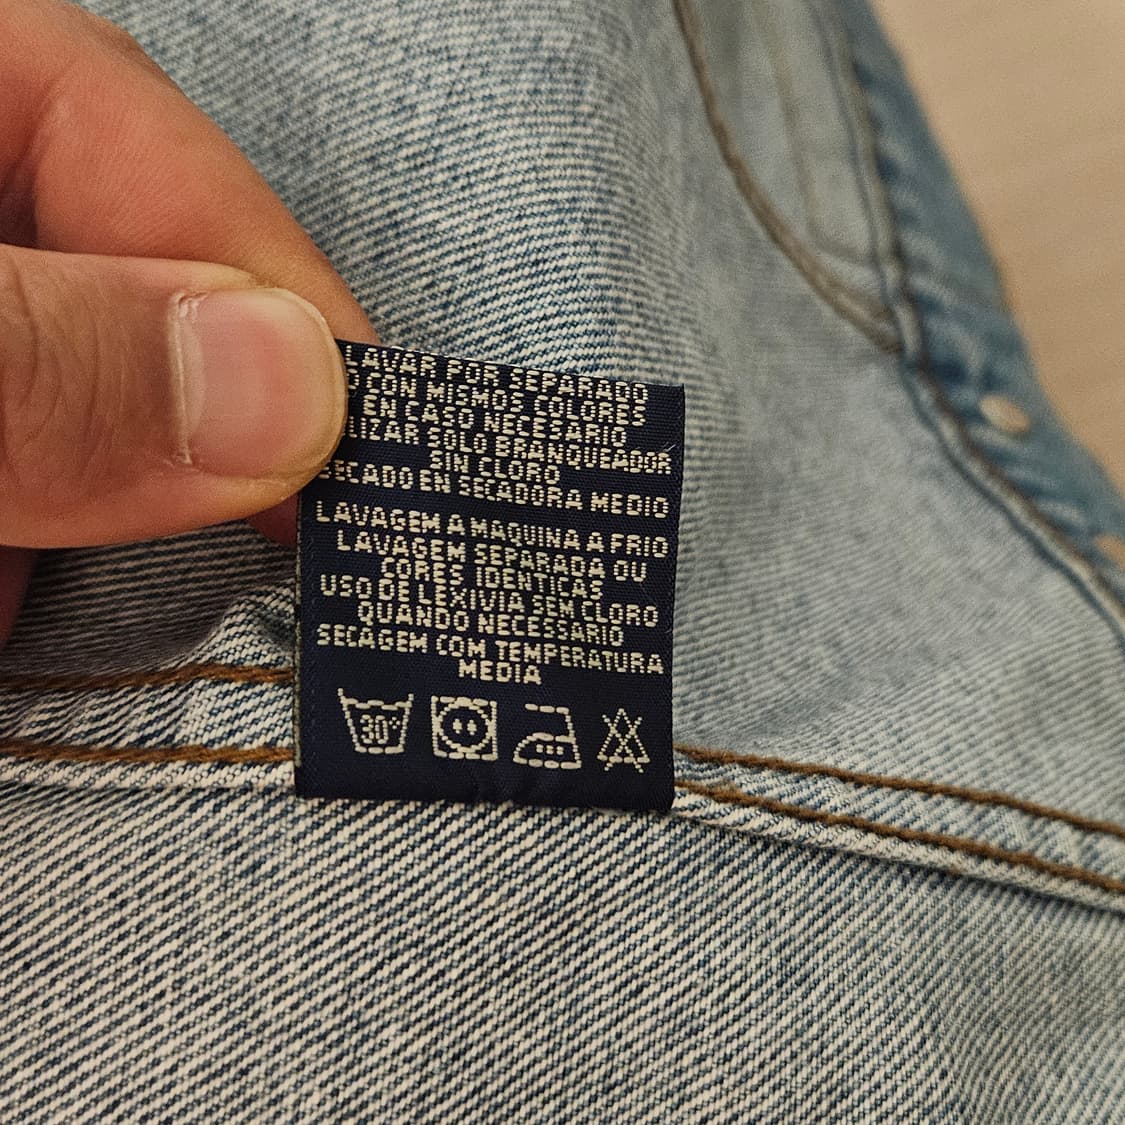 LAVAR POR SEPARADO
O CON MISMOS COLORES
EN CASO NECESARIO
SOLO BRANQUEADOR
SIN CLORO
SECADO EN SECADORA MEDIO
LAVAGEM A MAQUINA A FRIO
LAVAGEM SEPARADA OU
CORES IDENTICAS
USO DE LEXIVIA SEM CLORO
QUANDO NECESSARIO
SECAGEM COM TEMPERATURA
MEDIA
30°